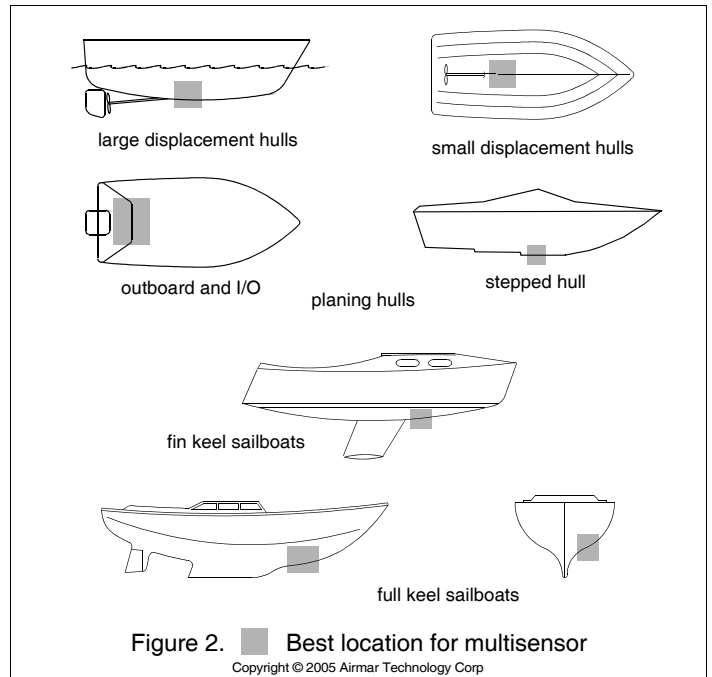 large displacement hulls
small displacement hulls
outboard and I/O
stepped hull
planing hulls
fin keel sailboats
full keel sailboats
Figure 2. Best location for multisensor
Copyright © 2005 Airmar Technology Corp